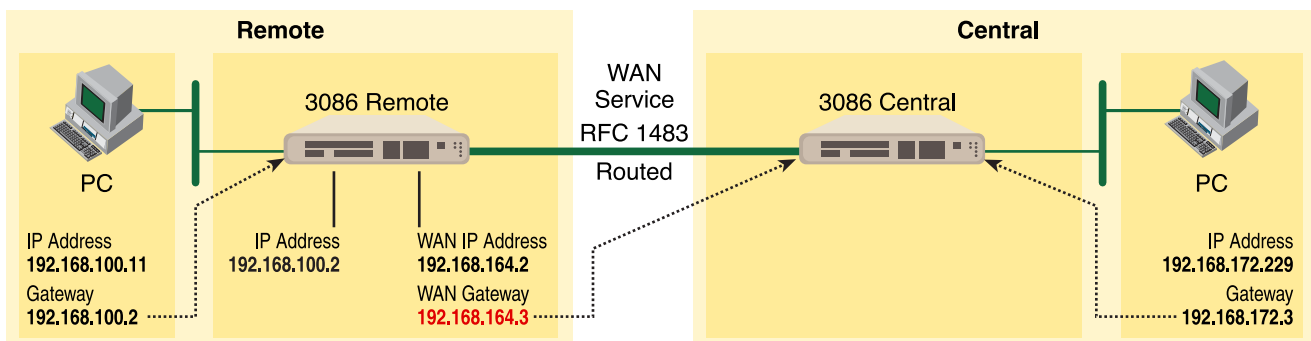 Remote
Central
PC
IP Address
192.168.100.11
Gateway
192.168.100.2
3086 Remote
IP Address
192.168.100.2
WAN IP Address
192.168.164.2
WAN Gateway
192.168.164.3
WAN
Service
RFC 1483
Routed
3086 Central
PC
IP Address
192.168.172.229
Gateway
192.168.172.3